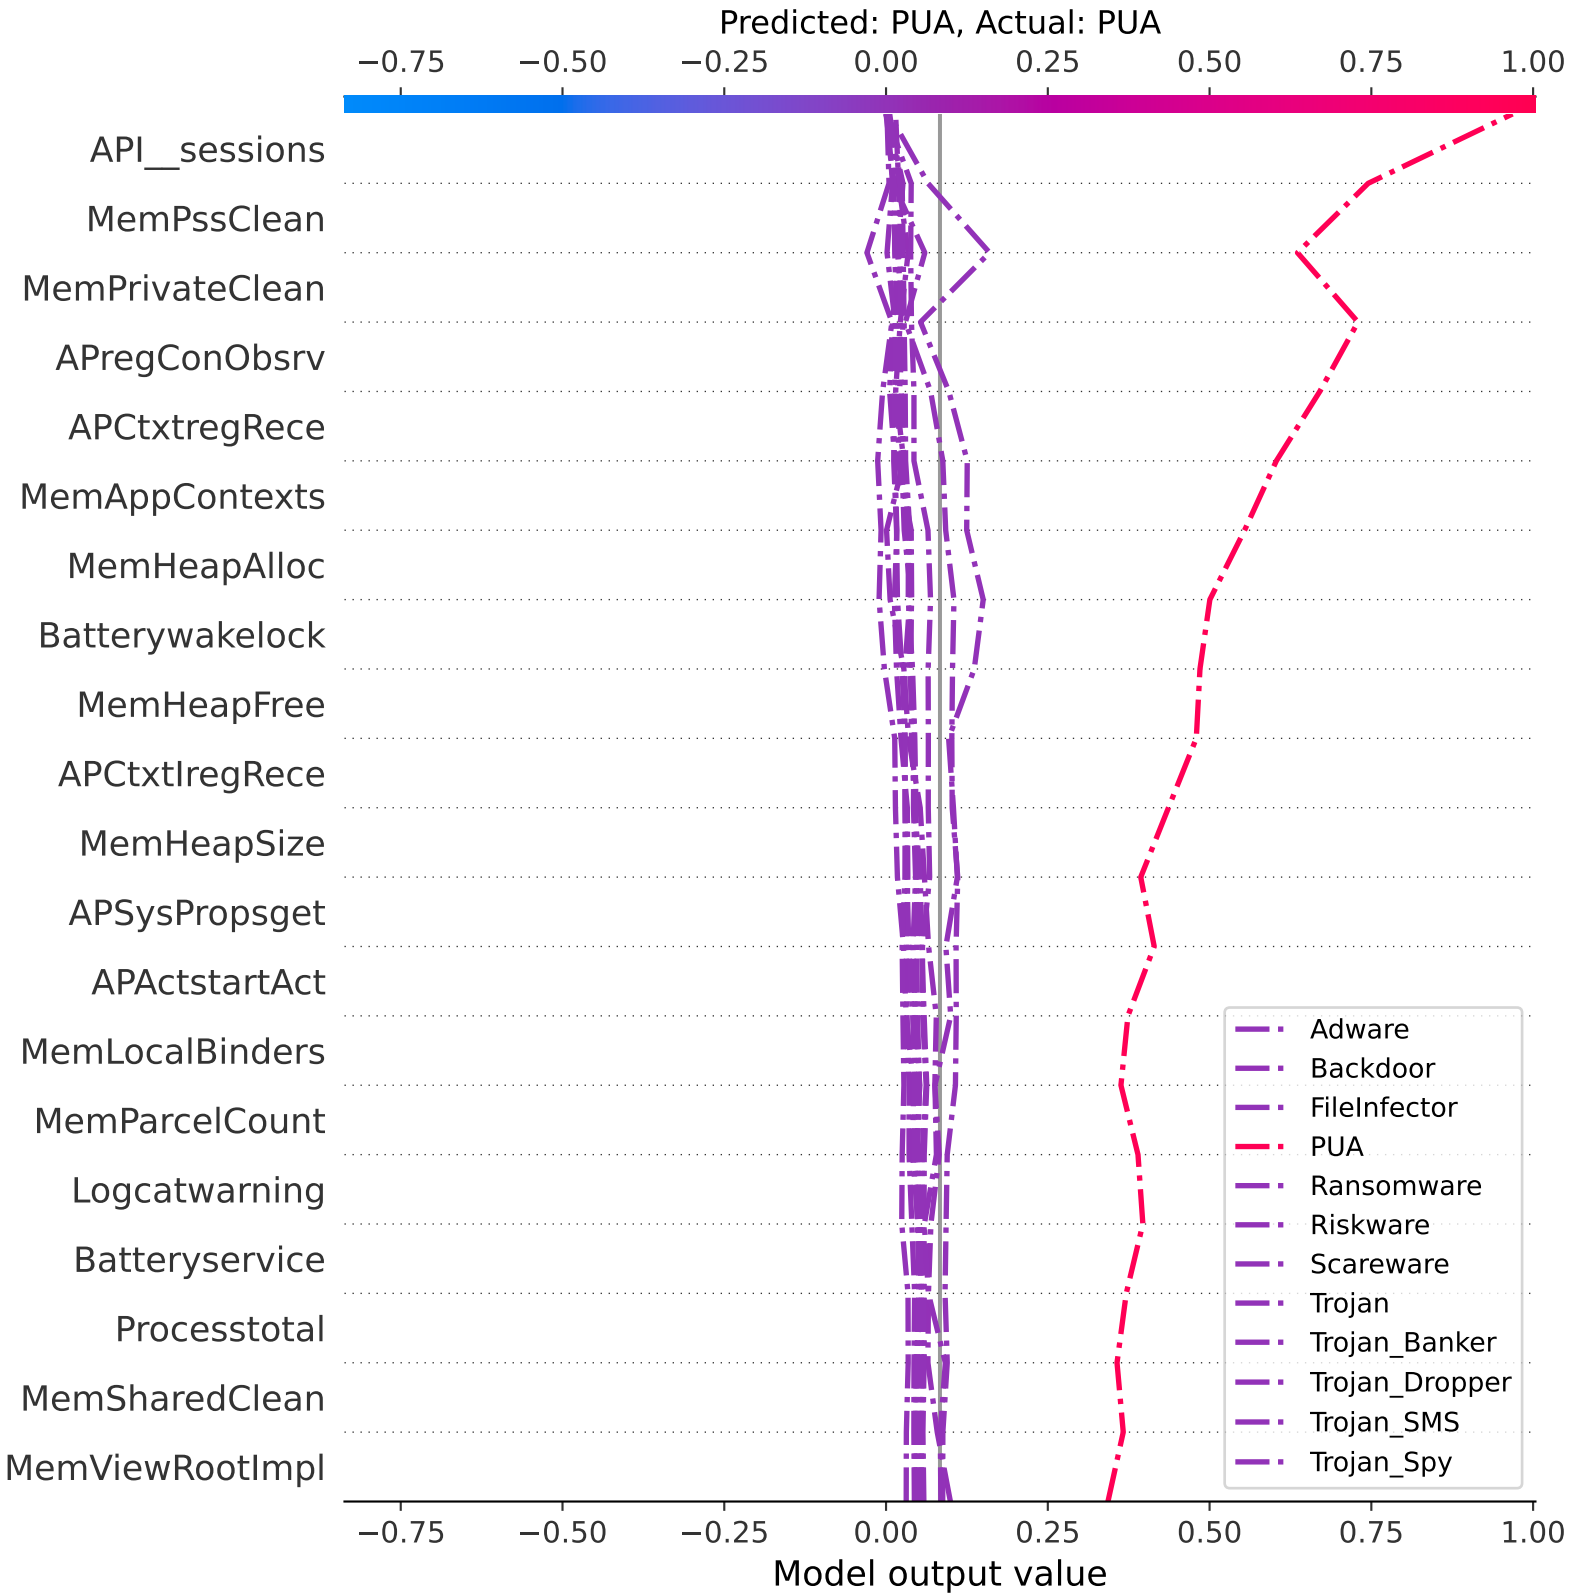 Predicted: PUA, Actual: PUA
−0.75 −0.50 −0.25 0.00 0.25 0.50 0.75 1.00
API__sessions
MemPssClean
MemPrivateClean
APregConObsrv
APCtxtregRece
MemAppContexts
MemHeapAlloc
Batterywakelock
MemHeapFree
APCtxtIregRece
MemHeapSize
APSysPropsget
APActstartAct
MemLocalBinders
MemParcelCount
Logcatwarning
Batteryservice
Processtotal
MemSharedClean
MemViewRootImpl
Adware
Backdoor
FileInfector
PUA
Ransomware
Riskware
Scareware
Trojan
Trojan_Banker
Trojan_Dropper
Trojan_SMS
Trojan_Spy
−0.75 −0.50 −0.25 0.00 0.25 0.50 0.75 1.00
Model output value